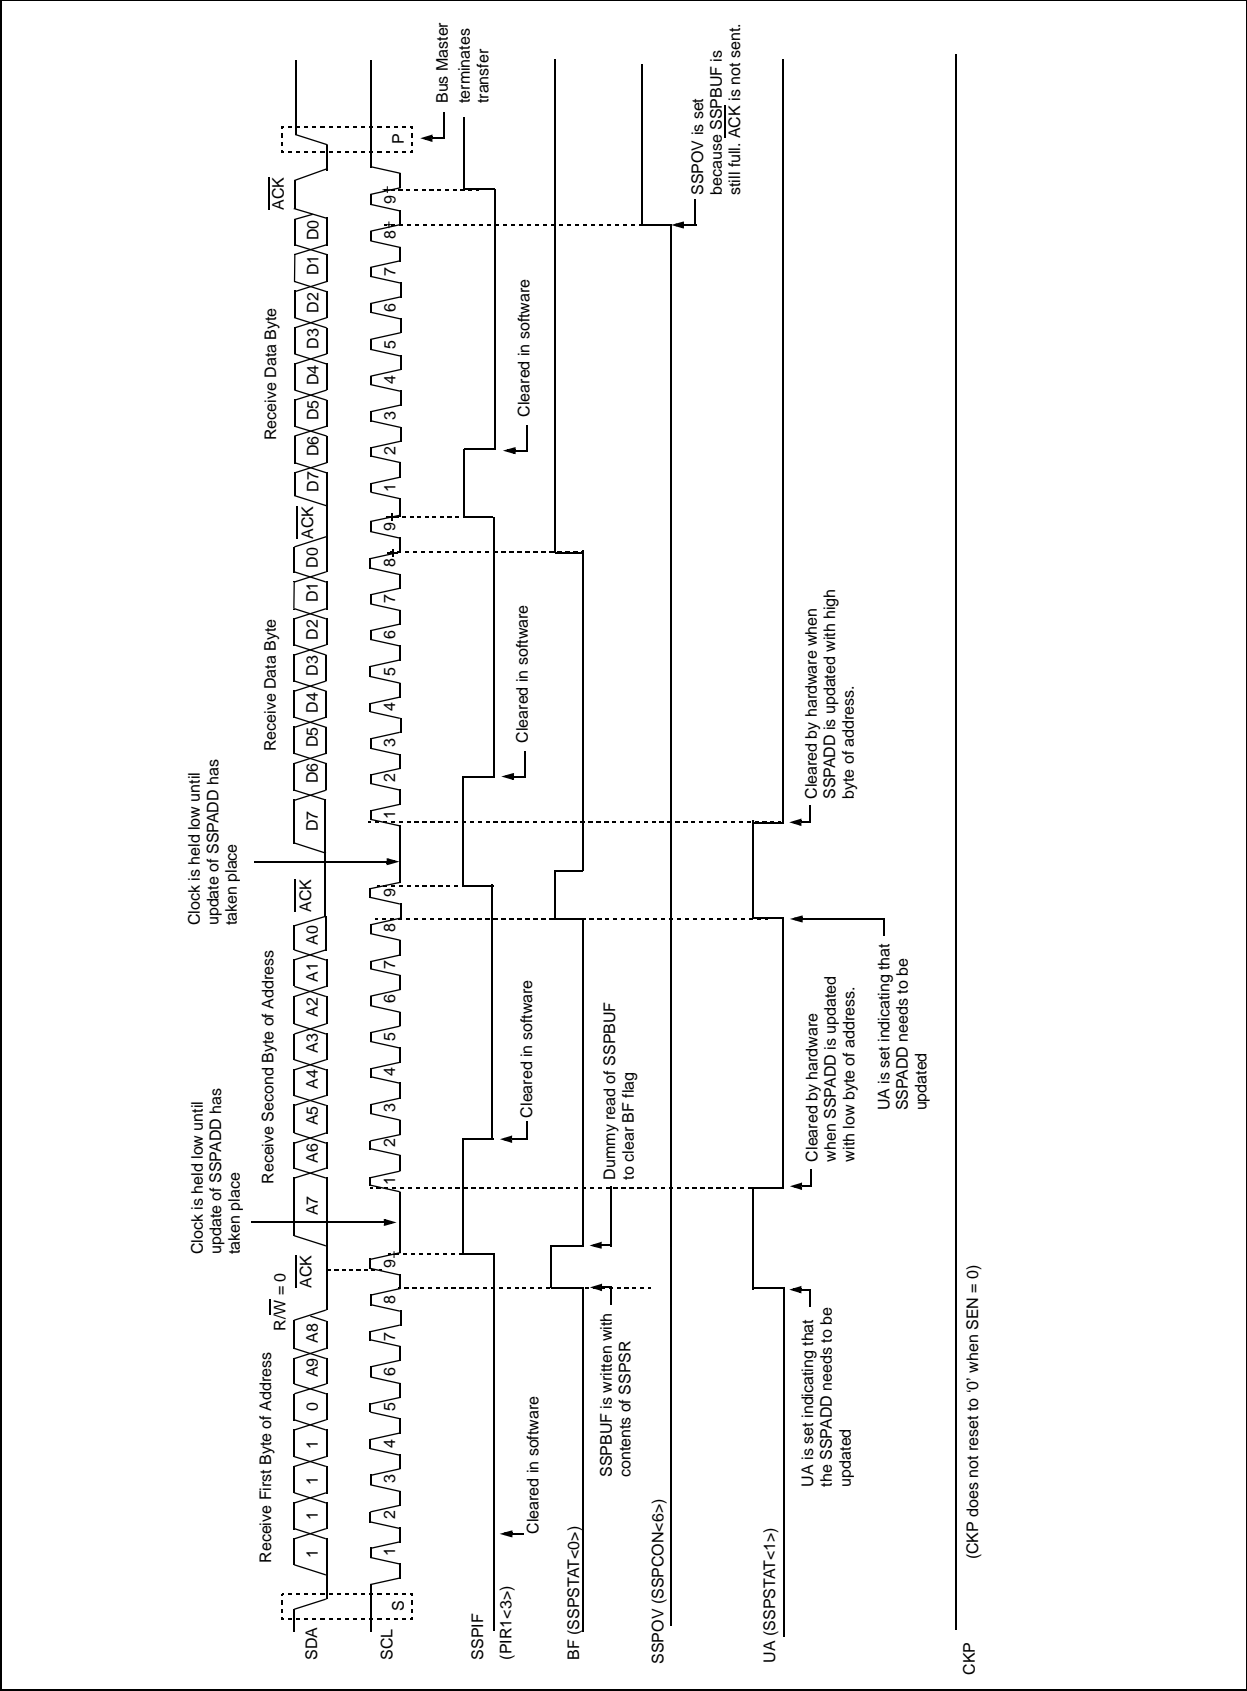 Receive First Byte of Address
R/W = 0
ACK
Clock is held low until
update of SSPADD has
taken place
Receive Second Byte of Address
ACK
Clock is held low until
update of SSPADD has
taken place
Receive Data Byte
ACK
Receive Data Byte
ACK
SDA
1 1 1 1 0 A9 A8
A7 A6 A5 A4 A3 A2 A1 A0
D7 D6 D5 D4 D3 D2 D1 D0
D7 D6 D5 D4 D3 D2 D1 D0
SCL
S
1 2 3 4 5 6 7 8 9
1 2 3 4 5 6 7 8 9
1 2 3 4 5 6 7 8 9
1 2 3 4 5 6 7 8 9
P
Bus Master
terminates
transfer
SSPIF
(PIR1<3>)
Cleared in software
Cleared in software
Cleared in software
Cleared in software
BF (SSPSTAT<0>)
SSPBUF is written with
contents of SSPSR
Dummy read of SSPBUF
to clear BF flag
SSPOV (SSPCON<6>)
SSPOV is set
because SSPBUF is
still full. ACK is not sent.
UA (SSPSTAT<1>)
UA is set indicating that
the SSPADD needs to be
updated
Cleared by hardware
when SSPADD is updated
with low byte of address.
UA is set indicating that
SSPADD needs to be
updated
Cleared by hardware when
SSPADD is updated with high
byte of address.
CKP
(CKP does not reset to ‘0’ when SEN = 0)